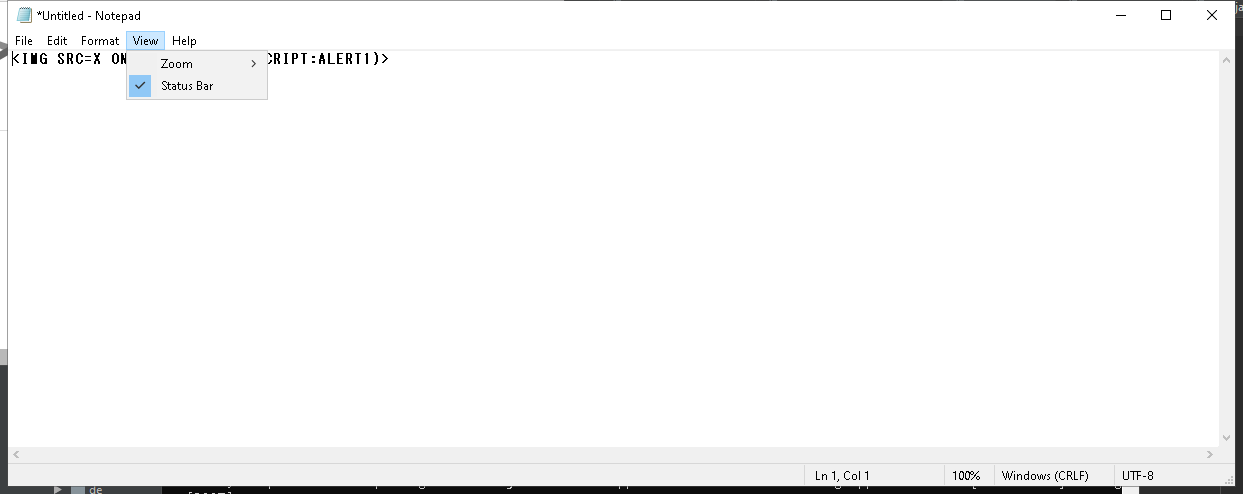 *Untitled - Notepad
File Edit Format View Help
<IMG SRC=X ON CRIPT:ALERT1)>
Zoom
Status Bar
Ln 1, Col 1 100% Windows (CRLF) UTF-8
de